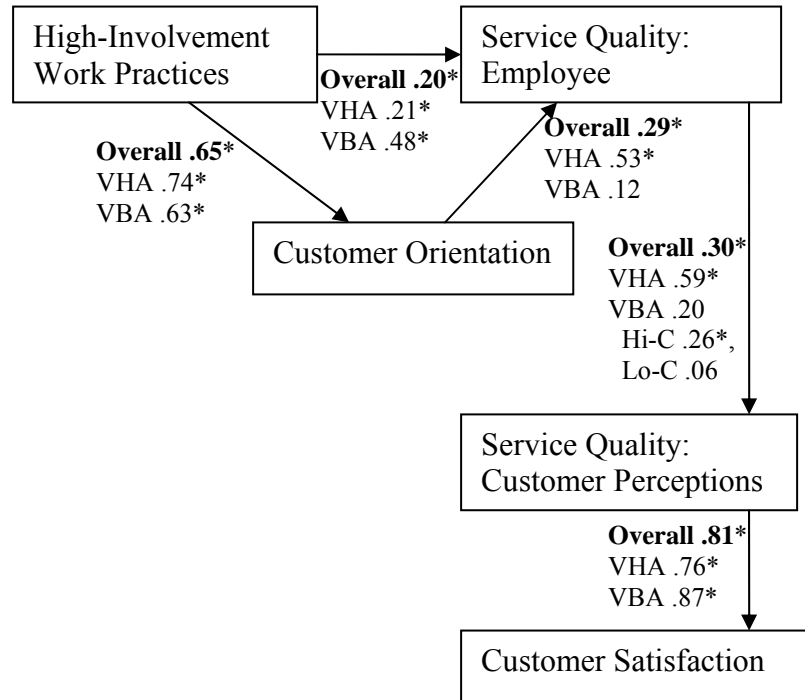 High-Involvement
Work Practices
Service Quality:
Employee
Overall .20*
VHA .21*
VBA .48*
Overall .65*
VHA .74*
VBA .63*
Overall .29*
VHA .53*
VBA .12
Customer Orientation
Overall .30*
VHA .59*
VBA .20
Hi-C .26*,
Lo-C .06
Service Quality:
Customer Perceptions
Overall .81*
VHA .76*
VBA .87*
Customer Satisfaction